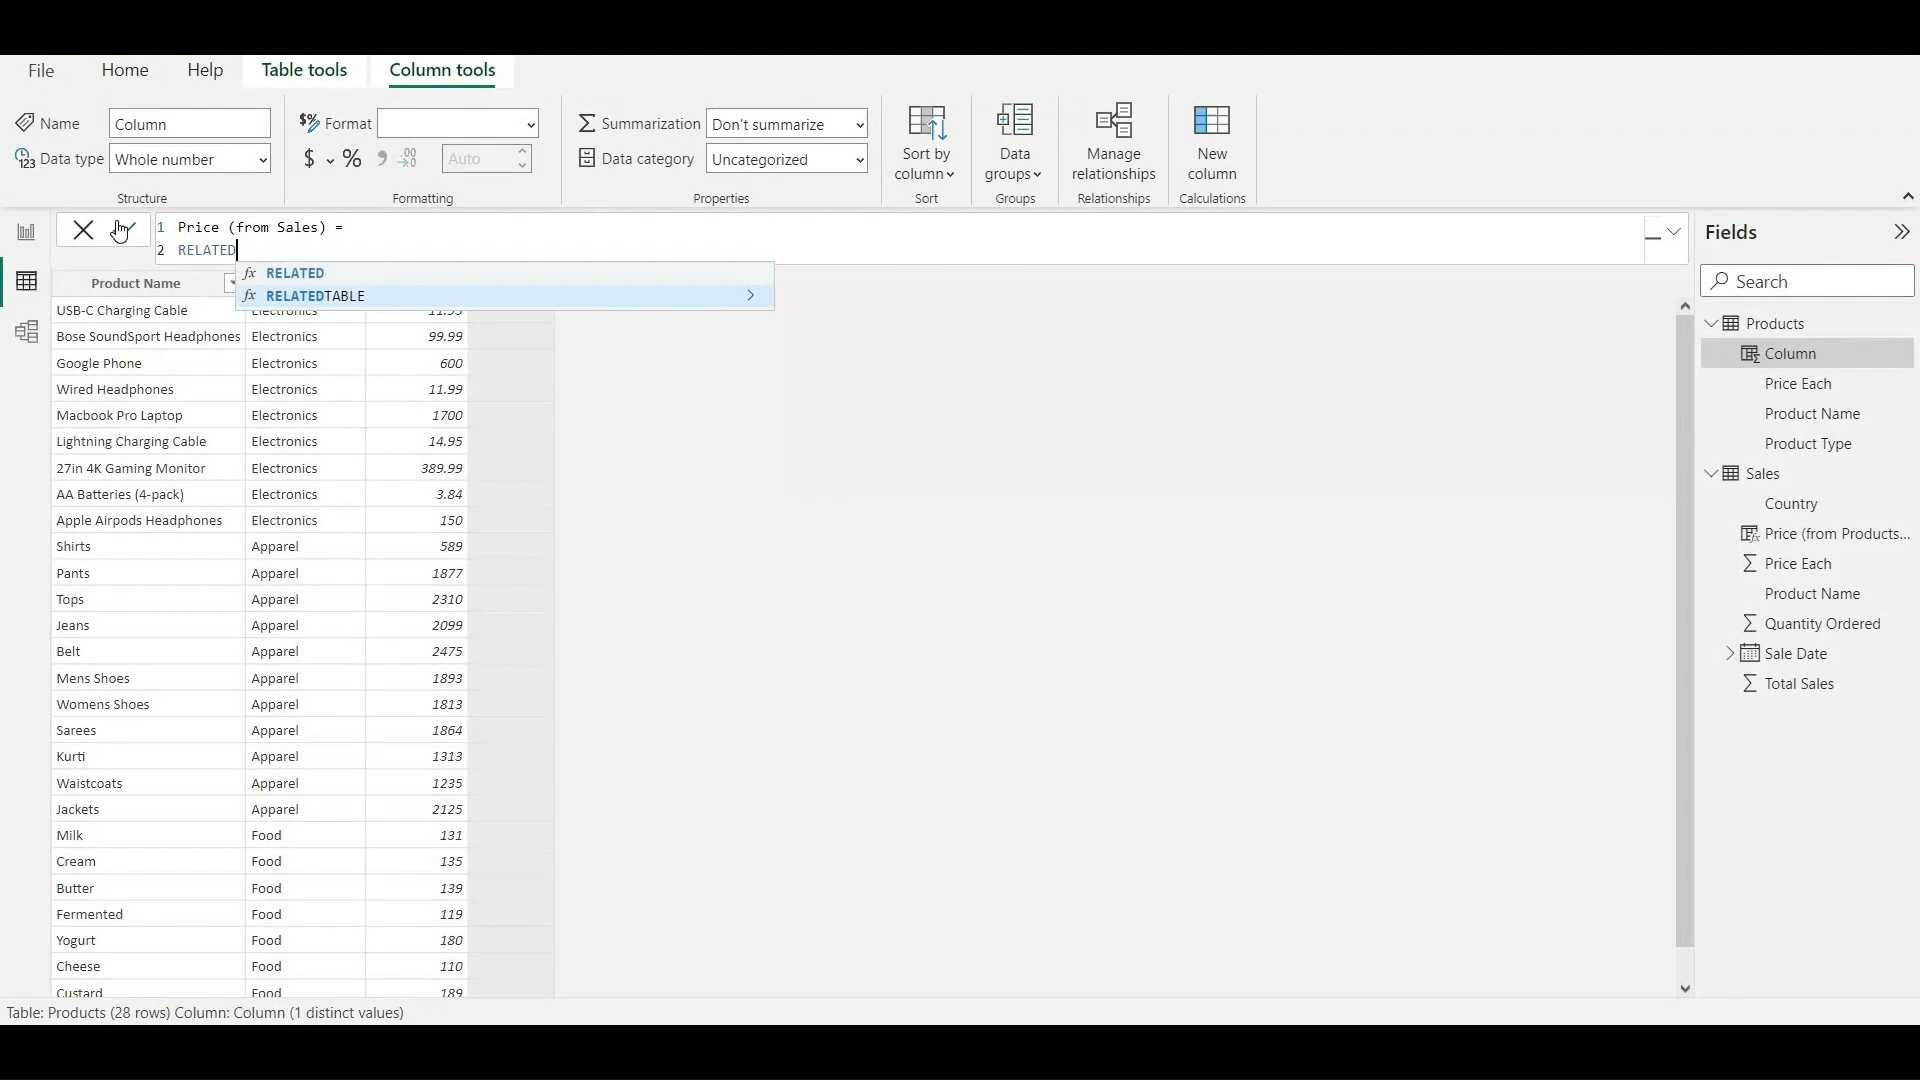 File Home Help Table tools Column tools
Name Column
Data type Whole number
Structure
$% Format
$ % 9 .00 Auto
Formatting
Summarization Don't summarize
Data category Uncategorized
Properties
Sort by
column
Sort
Data
groups
Groups
Manage
relationships
Relationships
New
column
Calculations
1 Price (from Sales) =
2 RELATED
fx RELATED
fx RELATEDTABLE
Product Name
USB-C Charging Cable Electronics 11.95
Bose SoundSport Headphones Electronics 99.99
Google Phone Electronics 600
Wired Headphones Electronics 11.99
Macbook Pro Laptop Electronics 1700
Lightning Charging Cable Electronics 14.95
27in 4K Gaming Monitor Electronics 389.99
AA Batteries (4-pack) Electronics 3.84
Apple Airpods Headphones Electronics 150
Shirts Apparel 589
Pants Apparel 1877
Tops Apparel 2310
Jeans Apparel 2099
Belt Apparel 2475
Mens Shoes Apparel 1893
Womens Shoes Apparel 1813
Sarees Apparel 1864
Kurti Apparel 1313
Waistcoats Apparel 1235
Jackets Apparel 2125
Milk Food 131
Cream Food 135
Butter Food 139
Fermented Food 119
Yogurt Food 180
Cheese Food 110
Custard Food 189
Fields
Search
Products
Column
Price Each
Product Name
Product Type
Sales
Country
Price (from Products...
Price Each
Product Name
Quantity Ordered
Sale Date
Total Sales
Table: Products (28 rows) Column: Column (1 distinct values)